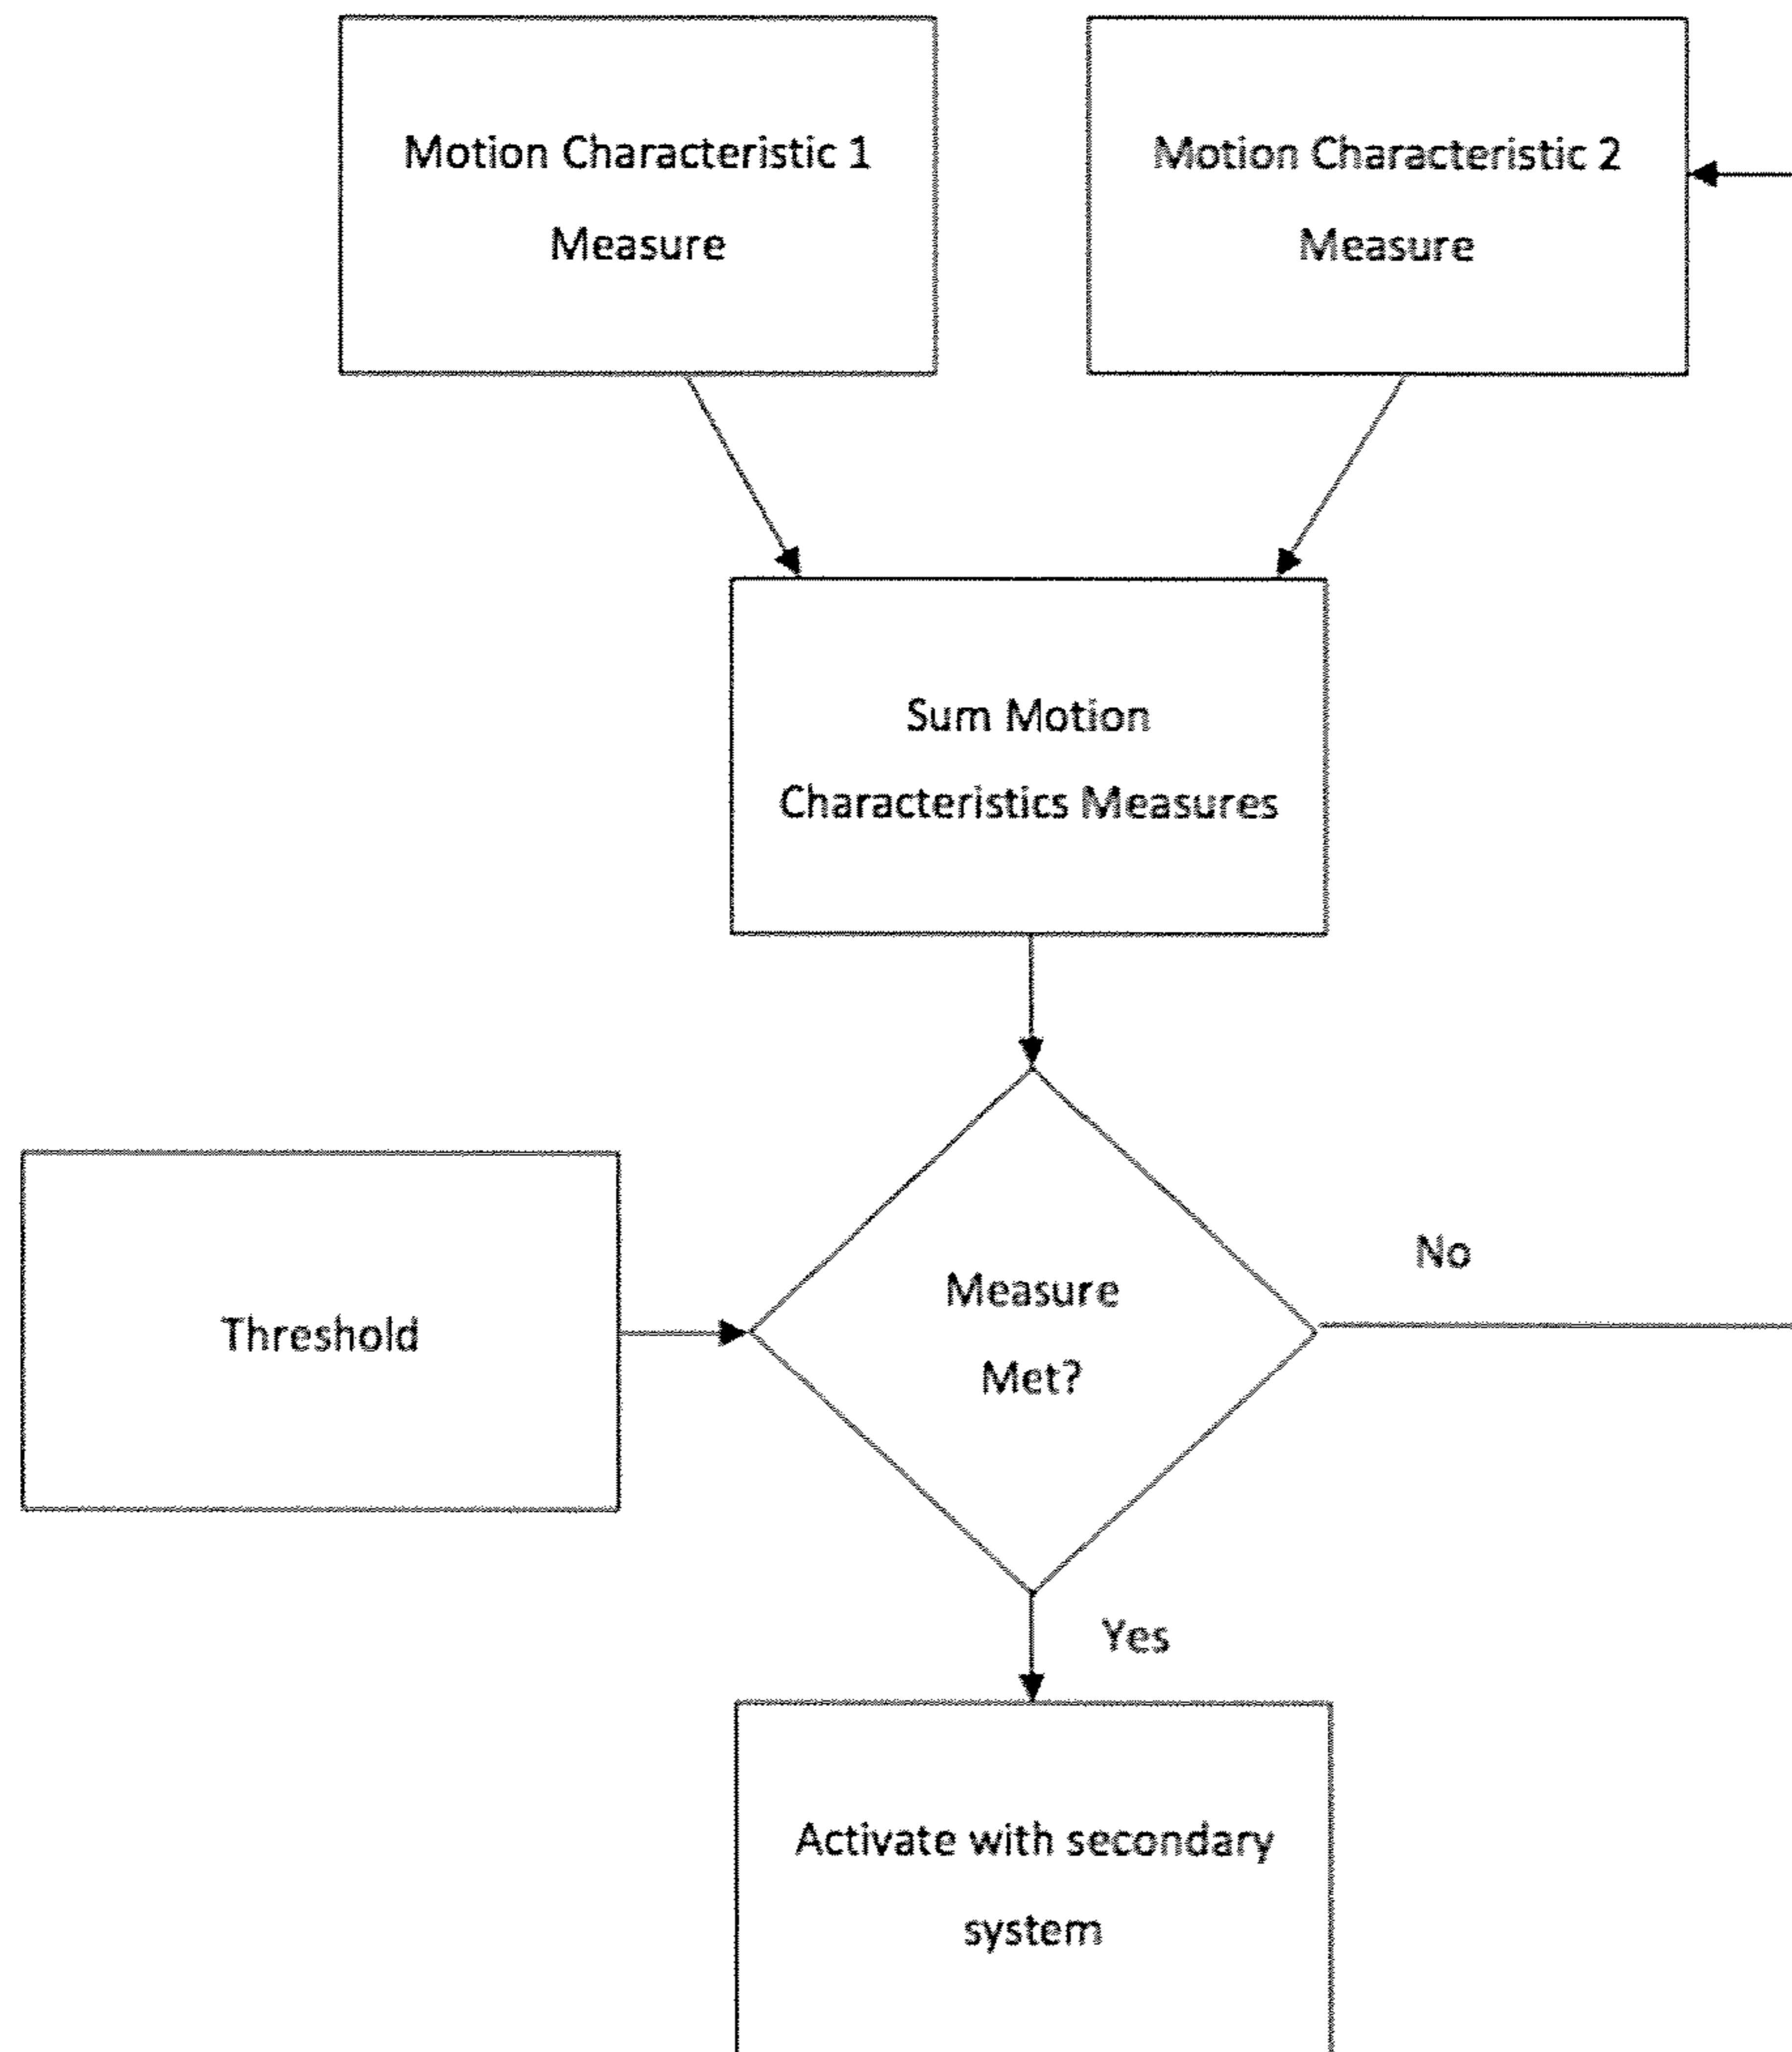 Motion Characteristic 1
Measure
Motion Characteristic 2
Measure
Sum Motion
Characteristics Measures
Threshold
Measure
Met?
No
Yes
Activate with secondary
system